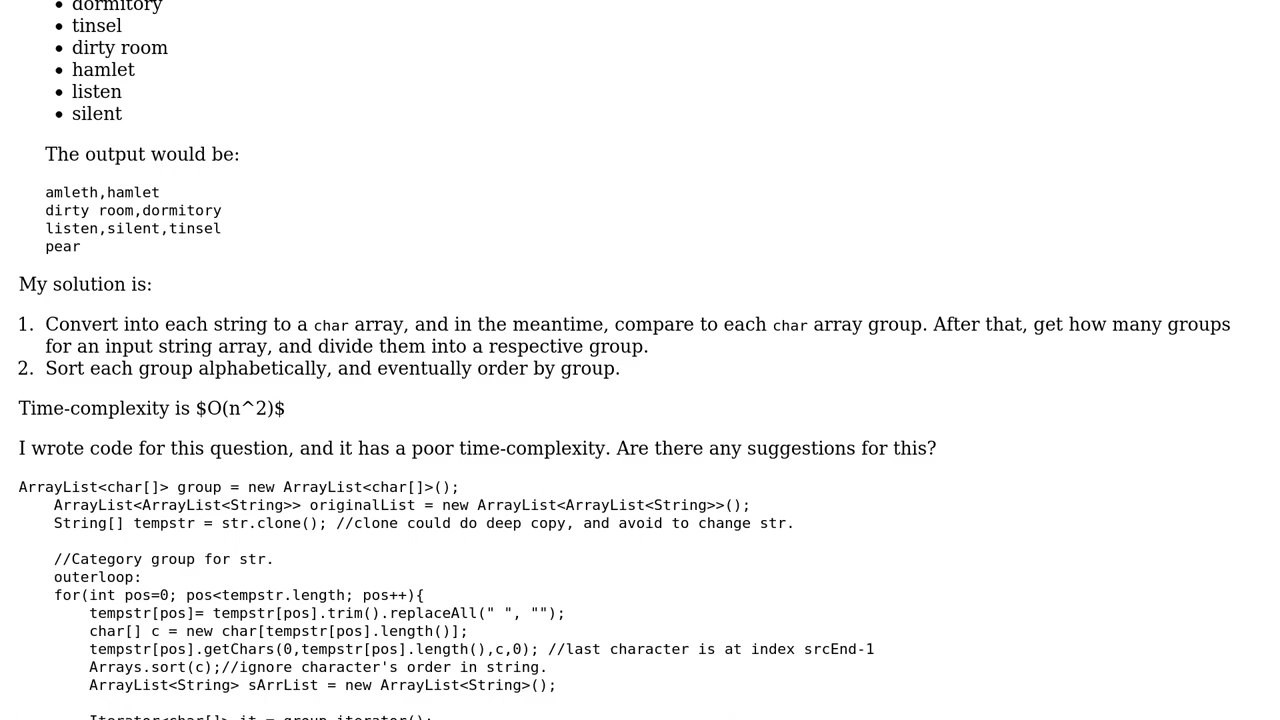 dormitory
tinsel
dirty room
hamlet
listen
silent
The output would be:
amleth,hamlet
dirty room,dormitory
listen,silent,tinsel
pear
My solution is:
1. Convert into each string to a char array, and in the meantime, compare to each char array group. After that, get how many groups
for an input string array, and divide them into a respective group.
2. Sort each group alphabetically, and eventually order by group.
Time-complexity is $O(n^2)$
I wrote code for this question, and it has a poor time-complexity. Are there any suggestions for this?
ArrayList<char[]> group = new ArrayList<char[]>();
ArrayList<ArrayList<String>> originalList = new ArrayList<ArrayList<String>>();
String[] tempstr = str.clone(); //clone could do deep copy, and avoid to change str.
//Category group for str.
outerloop:
for(int pos=0; pos<tempstr.length; pos++){
tempstr[pos]= tempstr[pos].trim().replaceAll(" ", "");
char[] c = new char[tempstr[pos].length()];
tempstr[pos].getChars(0,tempstr[pos].length(),c,0); //last character is at index srcEnd-1
Arrays.sort(c);//ignore character's order in string.
ArrayList<String> sArrList = new ArrayList<String>();
Iterator<char[]> it = group.iterator();